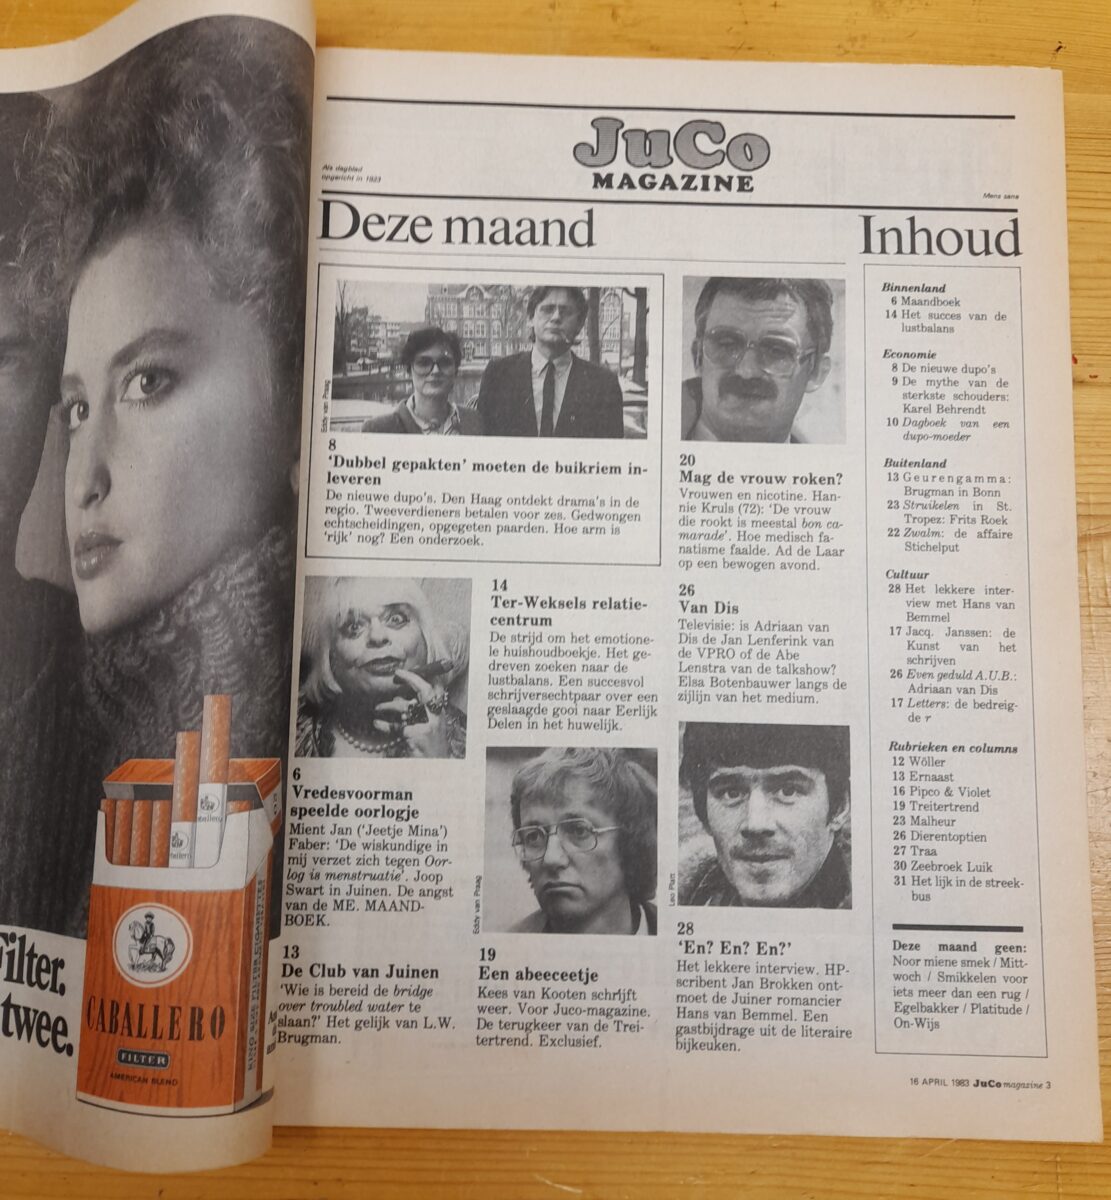 Filter.
twee.
CABALLERO
FILTER
AMERICAN BLEND
Als dagblad
opgericht in 1923
JuCo
MAGAZINE
Mens sana
Deze maand
Eddy van Praag
8
'Dubbel gepakten' moeten de buikriem in-
leveren
De nieuwe dupo's. Den Haag ontdekt drama's in de
regio. Tweeverdieners betalen voor zes. Gedwongen
echtscheidingen, opgegeten paarden. Hoe arm is
'rijk' nog? Een onderzoek.
20
Mag de vrouw roken?
Vrouwen en nicotine. Han-
nie Kruls (72): 'De vrouw
die rookt is meestal bon ca-
marade'. Hoe medisch fa-
natisme faalde. Ad de Laar
op een bewogen avond.
14
Ter-Weksels relatie-
centrum
De strijd om het emotione-
le huishoudboekje. Het ge-
dreven zoeken naar de
lustbalans. Een succesvol
schrijversechtpaar over een
geslaagde gooi naar Eerlijk
Delen in het huwelijk.
26
Van Dis
Televisie: is Adriaan van
Dis de Jan Lenferink van
de VPRO of de Abe
Lenstra van de talkshow?
Elsa Botenbauwer langs de
zijlijn van het medium.
6
Vredesvoorman
speelde oorlogje
Mient Jan ('Jeetje Mina')
Faber: 'De wiskundige in
mij verzet zich tegen Oor-
log is menstruatie'. Joop
Swart in Juinen. De angst
van de ME. MAAND-
BOEK.
13
De Club van Juinen
'Wie is bereid de bridge
over troubled water te
slaan?' Het gelijk van L.W.
Brugman.
Eddy van Praag
19
Een abeeceetje
Kees van Kooten schrijft
weer. Voor Juco-magazine.
De terugkeer van de Trei-
tertrend. Exclusief.
Leo Platt
28
'En? En? En?'
Het lekkere interview. HP-
scribent Jan Brokken ont-
moet de Juiner romancier
Hans van Bemmel. Een
gastbijdrage uit de literaire
bijkeuken.
Inhoud
Binnenland
6 Maandboek
14 Het succes van de
lustbalans
Economie
8 De nieuwe dupo's
9 De mythe van de
sterkste schouders:
Karel Behrendt
10 Dagboek van een
dupo-moeder
Buitenland
13 Geurengamma:
Brugman in Bonn
23 Struikelen in St.
Tropez: Frits Roek
22 Zwalm: de affaire
Stichelput
Cultuur
28 Het lekkere inter-
view met Hans van
Bemmel
17 Jacq. Janssen: de
Kunst van het
schrijven
26 Even geduld A.U.B.:
Adriaan van Dis
17 Letters: de bedreig-
de r
Rubrieken en columns
12 Wöller
13 Ernaast
16 Pipco & Violet
19 Treitertrend
23 Malheur
26 Dierentoptien
27 Traa
30 Zeebroek Luik
31 Het lijk in de streek-
bus
Deze maand geen:
Noor miene smek / Mitt-
woch / Smikkelen voor
iets meer dan een rug /
Egelbakker / Platitude /
On-Wijs
16 APRIL 1983 JuCo magazine 3